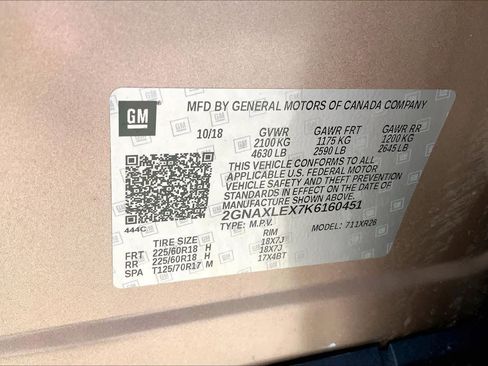 GM
MFD BY GENERAL MOTORS OF CANADA COMPANY
10/18 GVWR GAWR FRT GAWR RR
2100 KG 1175 KG 1200 KG
4630 LB 2590 LB 2645 LB
THIS VEHICLE CONFORMS TO ALL
APPLICABLE U.S. FEDERAL MOTOR
VEHICLE SAFETY AND THEFT PREVENTION
STANDARDS IN EFFECT ON THE DATE OF
MANUFACTURE SHOWN ABOVE.
2GNAXLEX7K6160451
444C TYPE: M.P.V. MODEL: 711XR26
TIRE SIZE RIM
FRT 225/60R18 H 18X7J
RR 225/60R18 H 18X7J
SPA T125/70R17 M 17X4BT